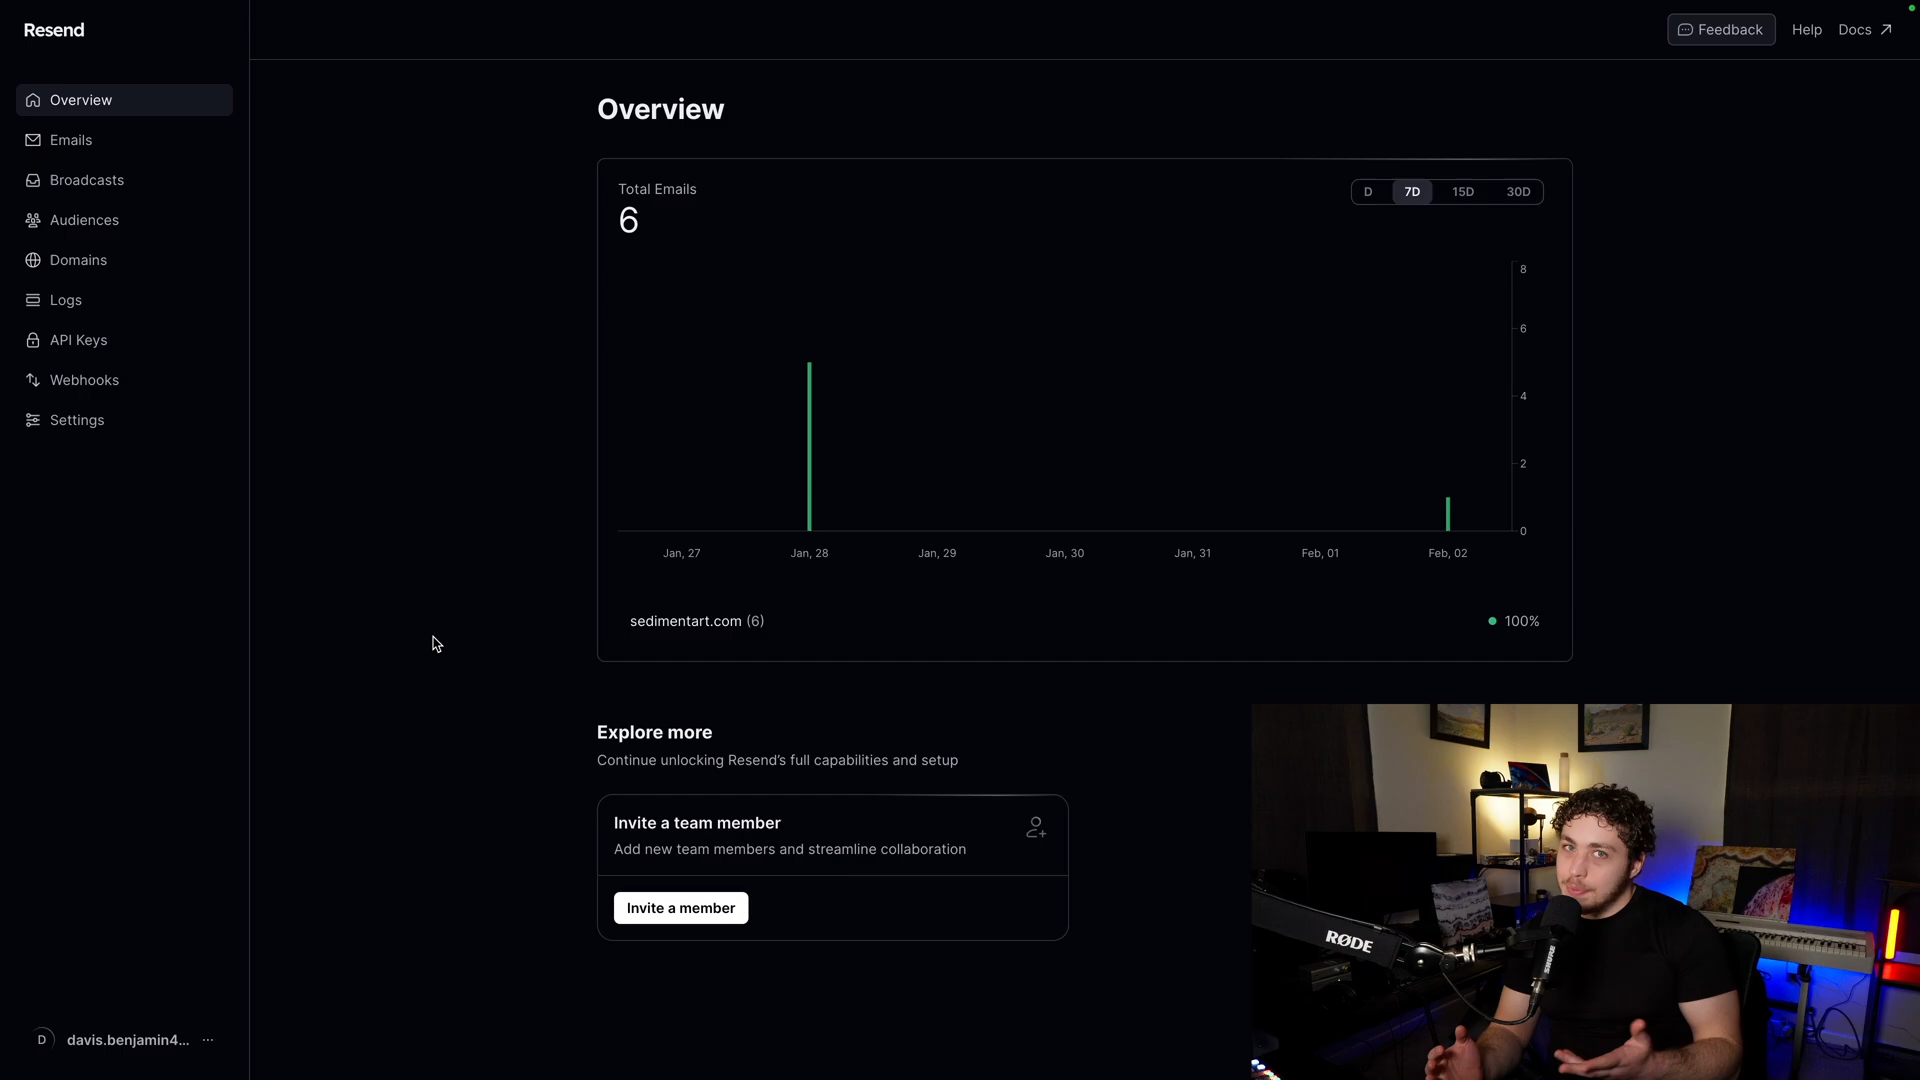 Resend
Feedback
Help
Docs
Overview
Emails
Broadcasts
Audiences
Domains
Logs
API Keys
Webhooks
Settings
Overview
Total Emails
6
D 7D 15D 30D
8
6
4
2
0
Jan, 27 Jan, 28 Jan, 29 Jan, 30 Jan, 31 Feb, 01 Feb, 02
sedimentart.com (6)
100%
Explore more
Continue unlocking Resend’s full capabilities and setup
Invite a team member
Add new team members and streamline collaboration
Invite a member
RØDE
SHURE
D davis.benjamin4... ...